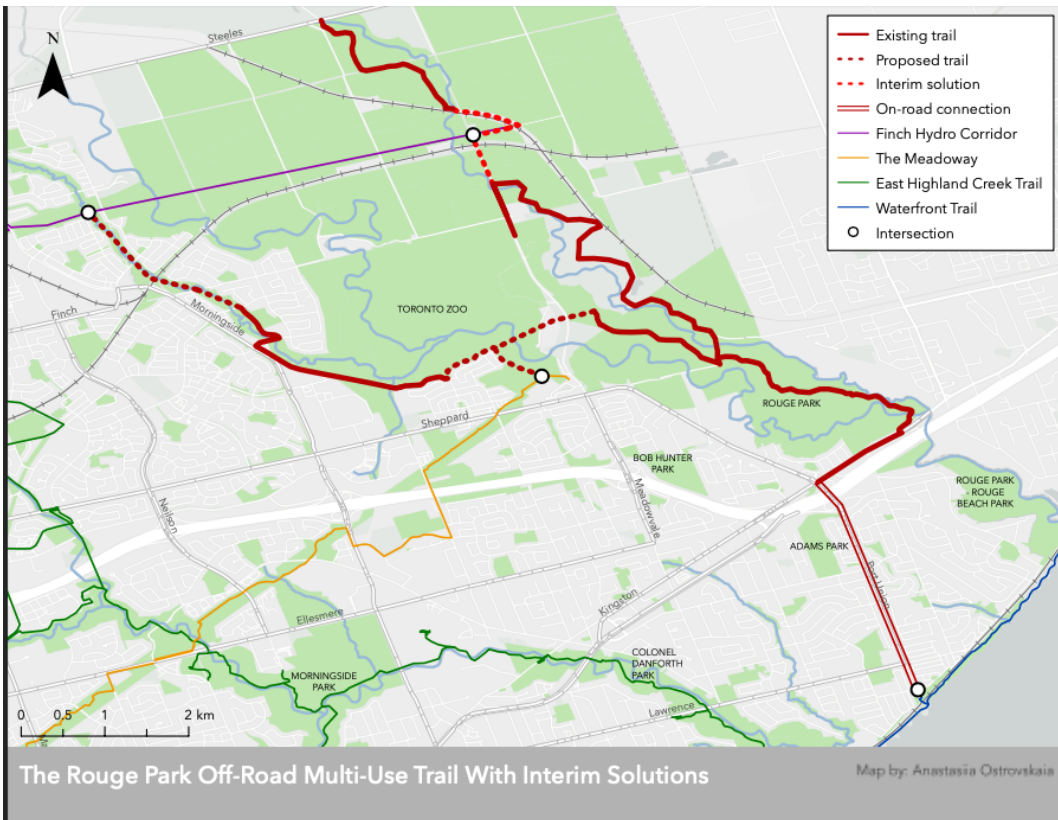 N
Steeles
Existing trail
Proposed trail
Interim solution
On-road connection
Finch Hydro Corridor
The Meadoway
East Highland Creek Trail
Waterfront Trail
Intersection
Finch
Morningside
TORONTO ZOO
Sheppard
ROUGE PARK
BOB HUNTER
PARK
ROUGE PARK
- ROUGE
BEACH PARK
Neilson
Meadowvale
ADAMS PARK
Port Union
Ellesmere
Kingston
MORNINGSIDE
PARK
COLONEL
DANFORTH
PARK
Lawrence
0 0.5 1 2 km
The Rouge Park Off-Road Multi-Use Trail With Interim Solutions
Map by: Anastasiia Ostrovskaia